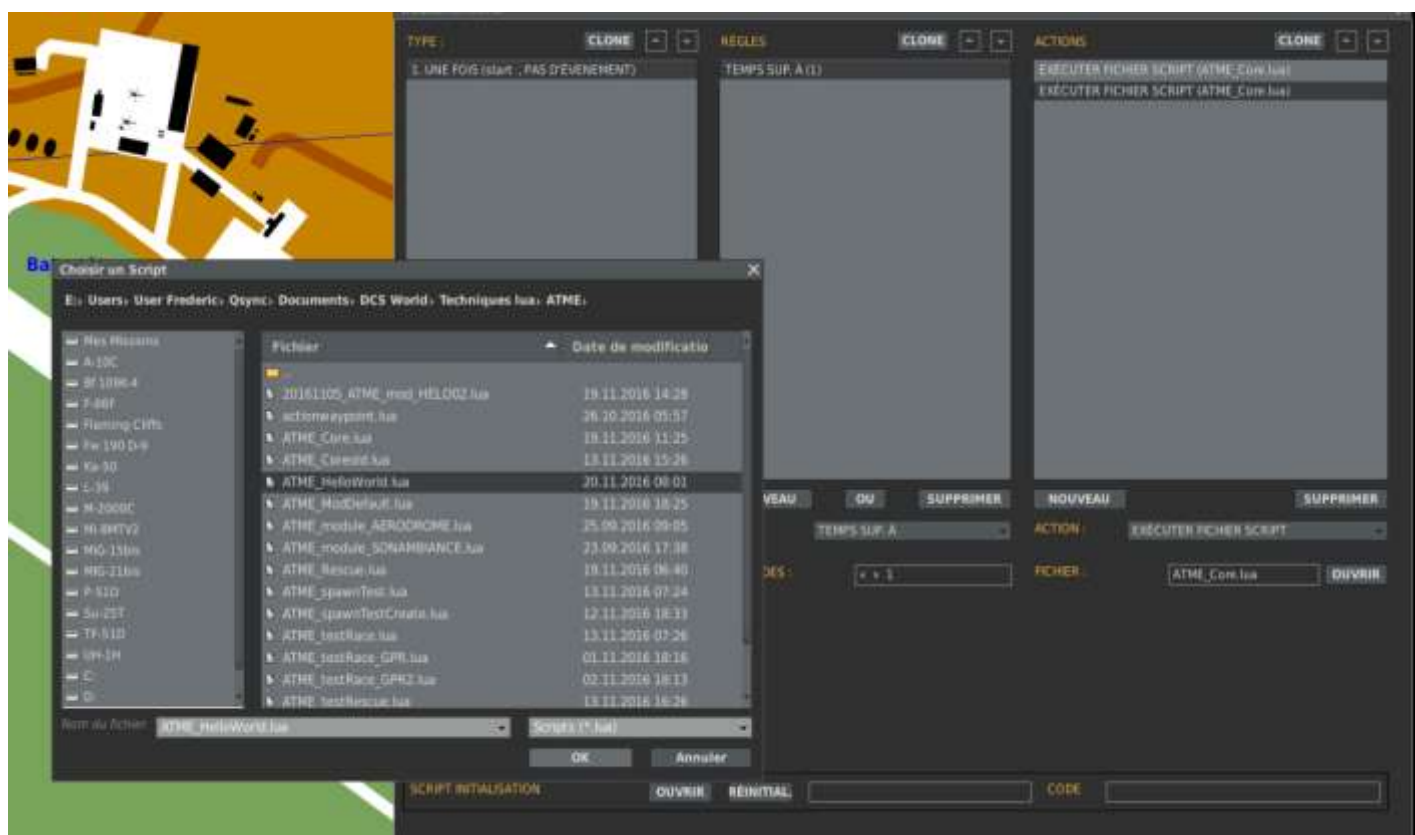 TYPE : CLONE RÈGLES CLONE ACTIONS CLONE
1. UNE FOIS (start , PAS D'ÉVENEMENT) TEMPS SUP. À (1) EXÉCUTER FICHIER SCRIPT (ATME_Core.lua)
EXÉCUTER FICHIER SCRIPT (ATME_Core.lua)
Ba
Choisir un Script
E:› Users› User Frederic› Qsync› Documents› DCS World› Techniques lua› ATME›
Mes Missions
A-10C
Bf 109K-4
F-86F
Flaming Cliffs
Fw 190 D-9
Ka-50
L-39
M-2000C
Mi-8MTV2
MiG-15bis
MiG-21bis
P-51D
Su-25T
TF-51D
UH-1H
C:
D:
Fichier Date de modificatio
..
20161105_ATME_mod_HELO02.lua 19.11.2016 14:28
actionwaypoint.lua 26.10.2016 05:57
ATME_Core.lua 19.11.2016 11:25
ATME_Coreold.lua 13.11.2016 15:26
ATME_HelloWorld.lua 20.11.2016 08:01
ATME_ModDefault.lua 19.11.2016 18:25
ATME_module_AERODROME.lua 25.09.2016 09:05
ATME_module_SONAMBIANCE.lua 23.09.2016 17:38
ATME_Rescue.lua 19.11.2016 06:40
ATME_spawnTest.lua 13.11.2016 07:24
ATME_spawnTestCreate.lua 12.11.2016 18:33
ATME_testRace.lua 13.11.2016 07:26
ATME_testRace_GPR.lua 01.11.2016 18:16
ATME_testRace_GPR2.lua 02.11.2016 18:13
ATME_testRescue.lua 13.11.2016 16:26
Nom du fichier ATME_HelloWorld.lua Scripts (*.lua)
OK Annuler
VEAU OU SUPPRIMER NOUVEAU SUPPRIMER
TEMPS SUP. À ACTION : EXÉCUTER FICHIER SCRIPT
DES : < > 1 FICHIER : ATME_Core.lua OUVRIR
SCRIPT INITIALISATION OUVRIR RÉINITIAL. CODE